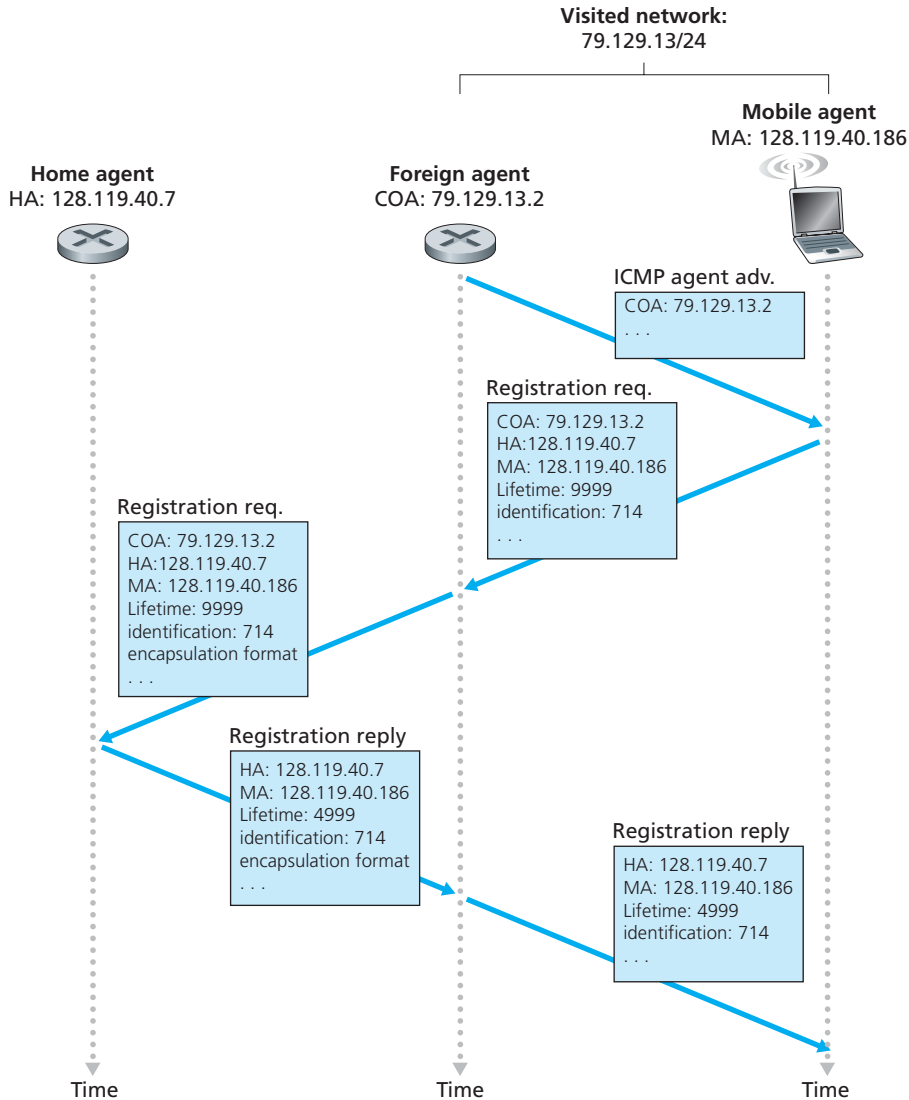 Visited network:
79.129.13/24
Mobile agent
MA: 128.119.40.186
Home agent
HA: 128.119.40.7
Foreign agent
COA: 79.129.13.2
ICMP agent adv.
COA: 79.129.13.2
. . .
Registration req.
COA: 79.129.13.2
HA:128.119.40.7
MA: 128.119.40.186
Lifetime: 9999
identification: 714
. . .
Registration req.
COA: 79.129.13.2
HA:128.119.40.7
MA: 128.119.40.186
Lifetime: 9999
identification: 714
encapsulation format
. . .
Registration reply
HA: 128.119.40.7
MA: 128.119.40.186
Lifetime: 4999
identification: 714
encapsulation format
. . .
Registration reply
HA: 128.119.40.7
MA: 128.119.40.186
Lifetime: 4999
identification: 714
. . .
Time
Time
Time